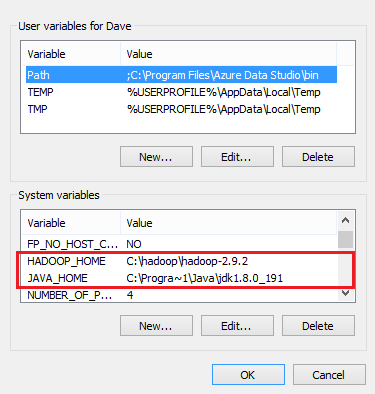 User variables for Dave
Variable Value
Path ;C:\Program Files\Azure Data Studio\bin
TEMP %USERPROFILE%\AppData\Local\Temp
TMP %USERPROFILE%\AppData\Local\Temp
New... Edit... Delete
System variables
Variable Value
FP_NO_HOST_C... NO
HADOOP_HOME C:\hadoop\hadoop-2.9.2
JAVA_HOME C:\Progra~1\Java\jdk1.8.0_191
NUMBER_OF_P... 4
New... Edit... Delete
OK Cancel